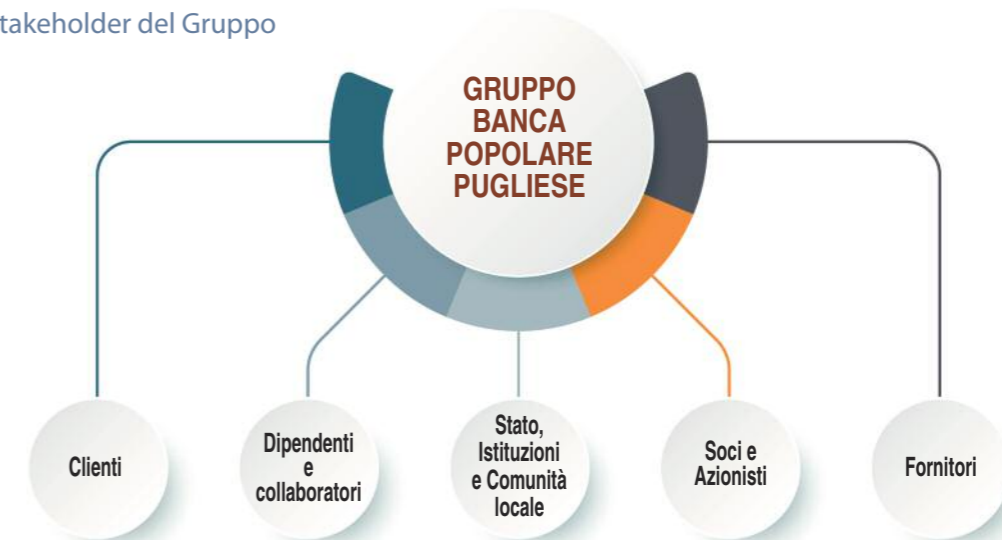 takeholder del Gruppo
GRUPPO
BANCA
POPOLARE
PUGLIESE
Clienti
Dipendenti
e
collaboratori
Stato,
Istituzioni
e Comunità
locale
Soci e
Azionisti
Fornitori